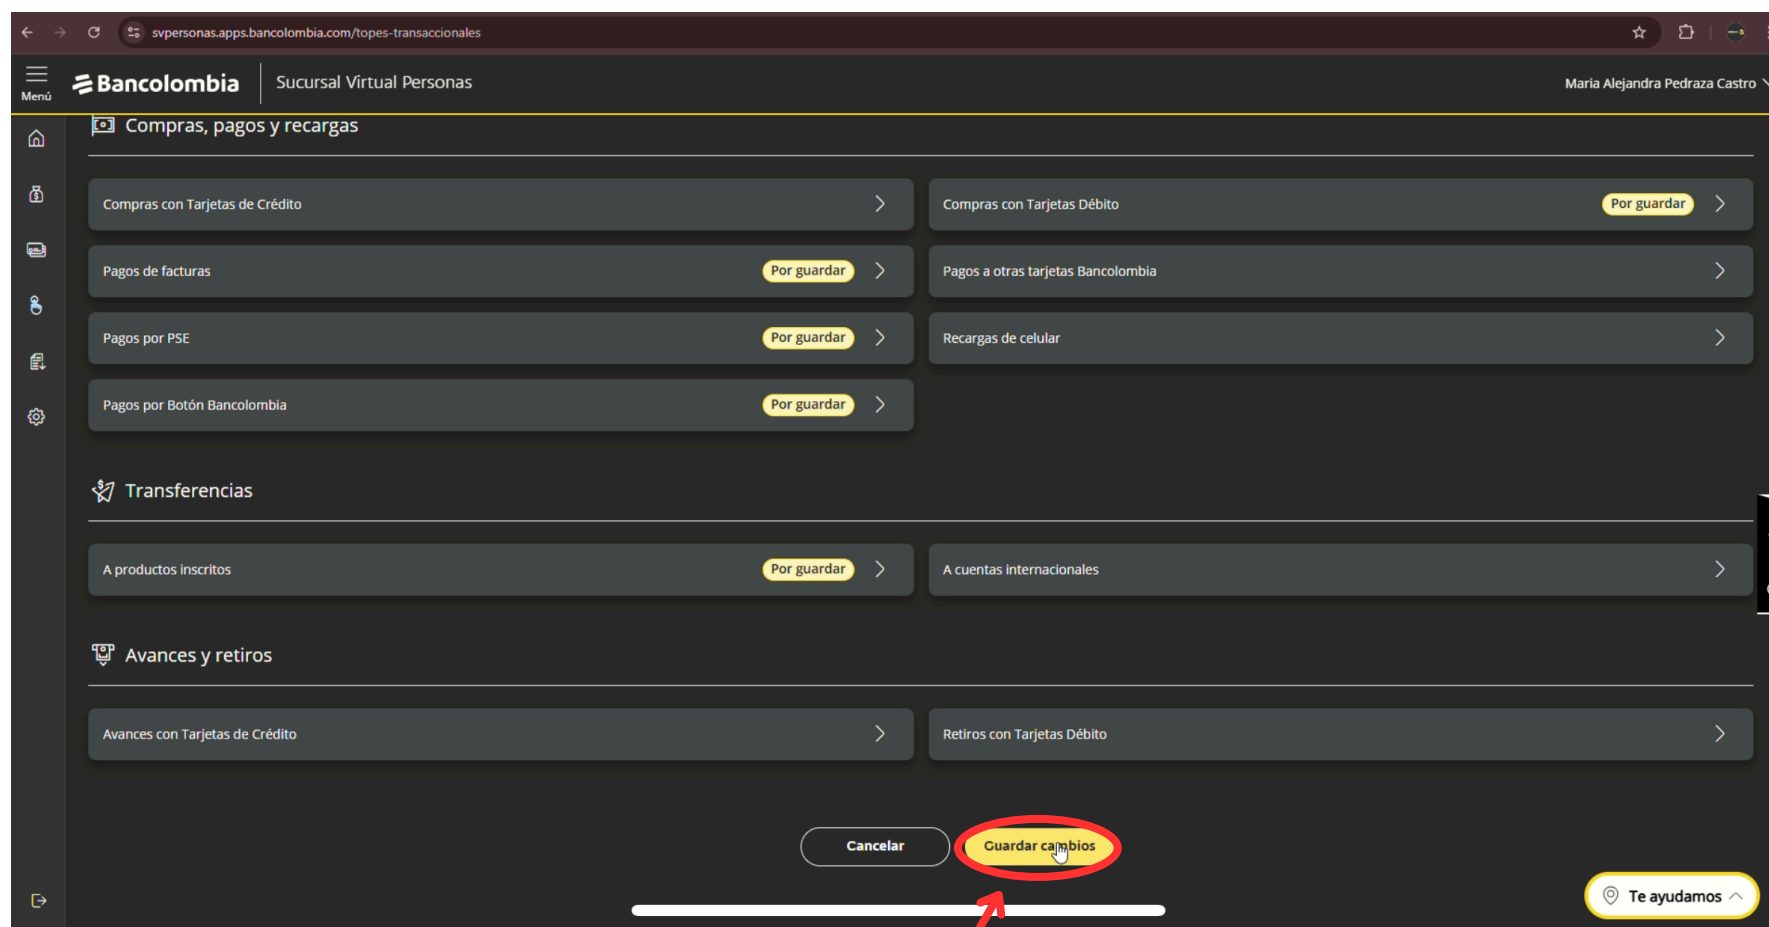 svpersonas.apps.bancolombia.com/topes-transaccionales
Menú
Bancolombia
Sucursal Virtual Personas
Maria Alejandra Pedraza Castro
Compras, pagos y recargas
Compras con Tarjetas de Crédito
Compras con Tarjetas Débito
Por guardar
Pagos de facturas
Por guardar
Pagos a otras tarjetas Bancolombia
Pagos por PSE
Por guardar
Recargas de celular
Pagos por Botón Bancolombia
Por guardar
Transferencias
A productos inscritos
Por guardar
A cuentas internacionales
Avances y retiros
Avances con Tarjetas de Crédito
Retiros con Tarjetas Débito
Cancelar
Guardar cambios
Te ayudamos